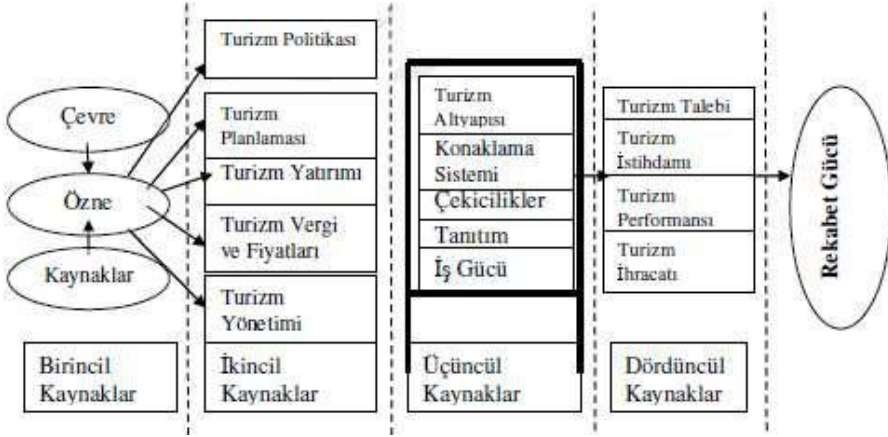 Çevre
Özne
Kaynaklar
Birincil
Kaynaklar
Turizm Politikası
Turizm
Planlaması
Turizm Yatırımı
Turizm Vergi
ve Fiyatları
Turizm
Yönetimi
İkincil
Kaynaklar
Turizm
Altyapısı
Konaklama
Sistemi
Çekicilikler
Tanıtım
İş Gücü
Üçüncül
Kaynaklar
Turizm Talebi
Turizm
İstihdamı
Turizm
Performansı
Turizm
İhracatı
Dördüncül
Kaynaklar
Rekabet Gücü